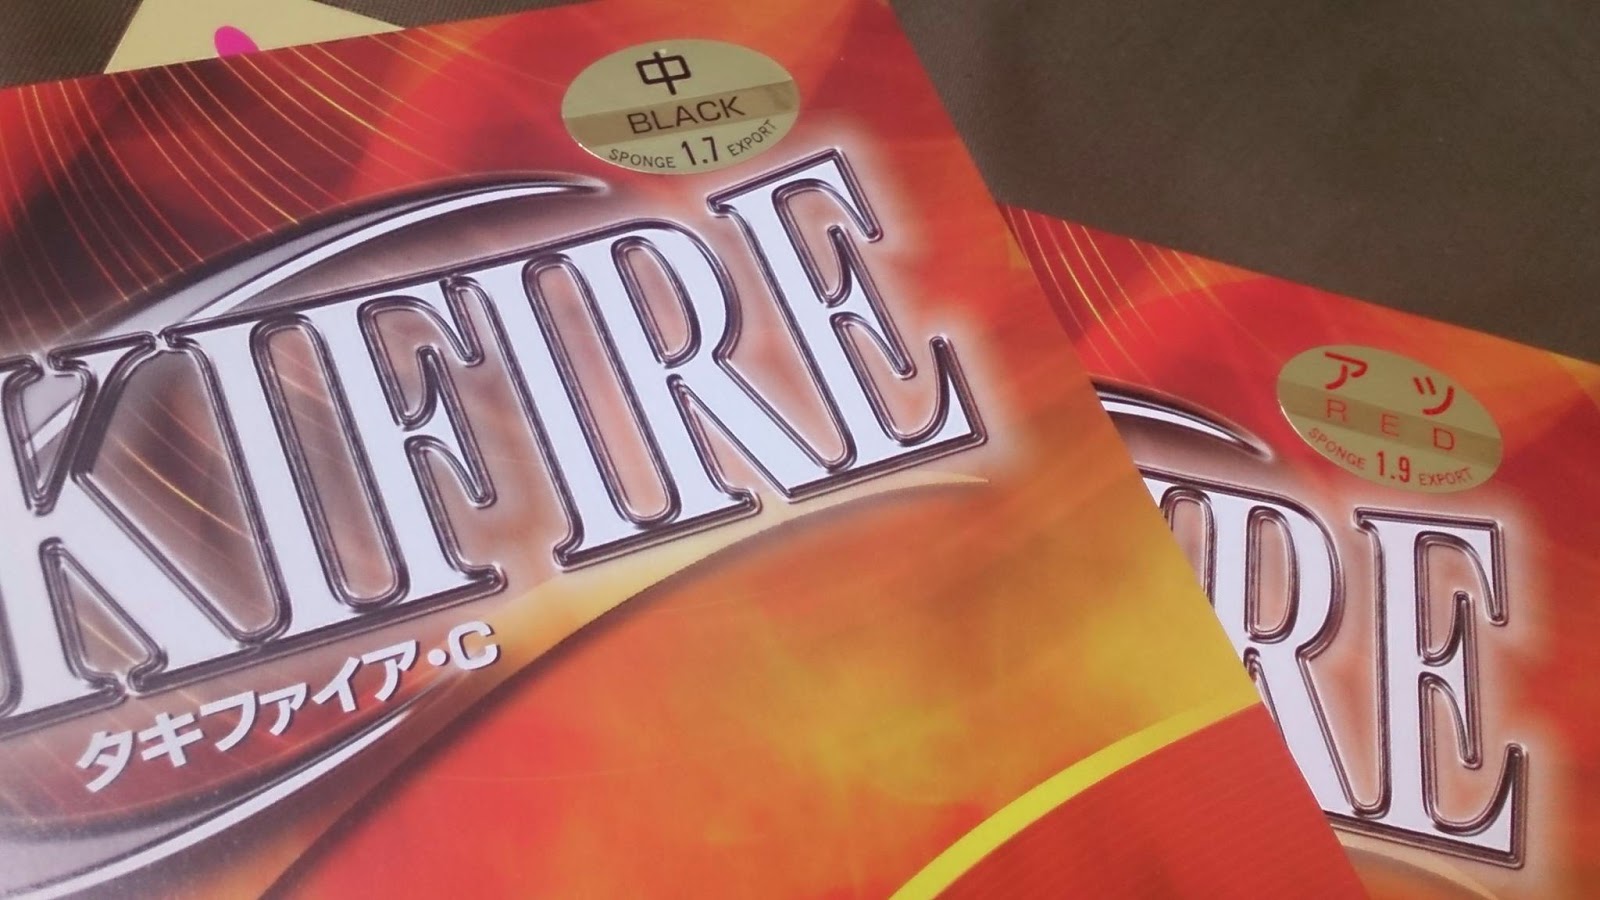 中
BLACK
SPONGE 1.7 EXPORT
KIFIRE
タキファイア・C
アツ
RED
SPONGE 1.9 EXPORT
IRE